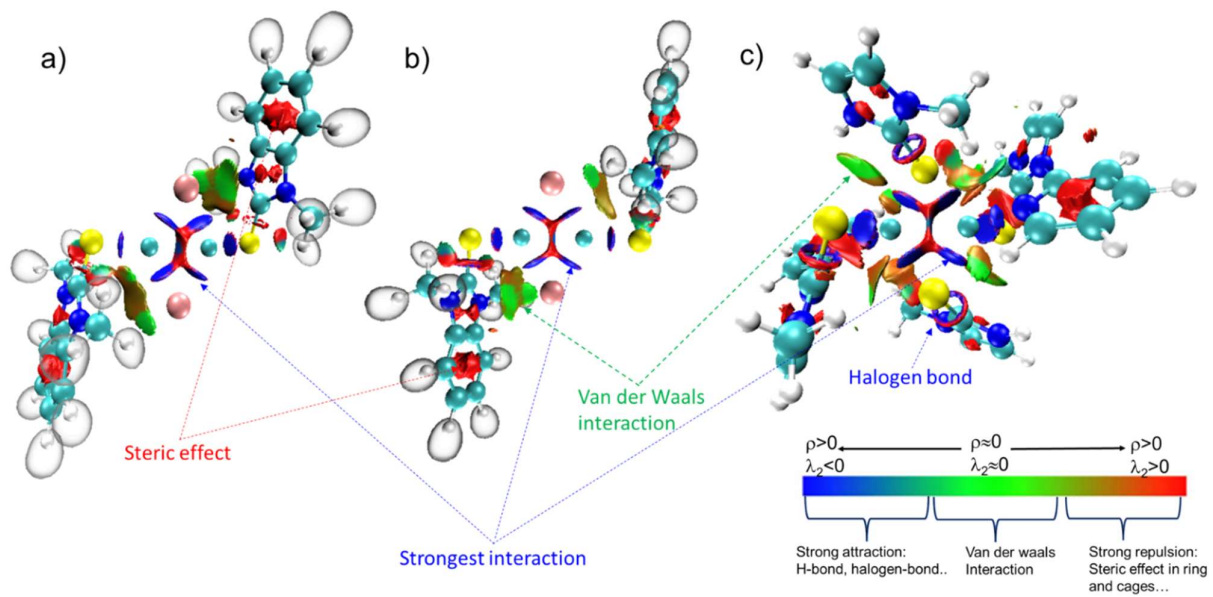 a)
b)
c)
Halogen bond
Van der Waals
interaction
Steric effect
Strongest interaction
ρ>0 ρ≈0 ρ>0
λ₂<0 λ₂≈0 λ₂>0
Strong attraction:
H-bond, halogen-bond..
Van der waals
Interaction
Strong repulsion:
Steric effect in ring
and cages…